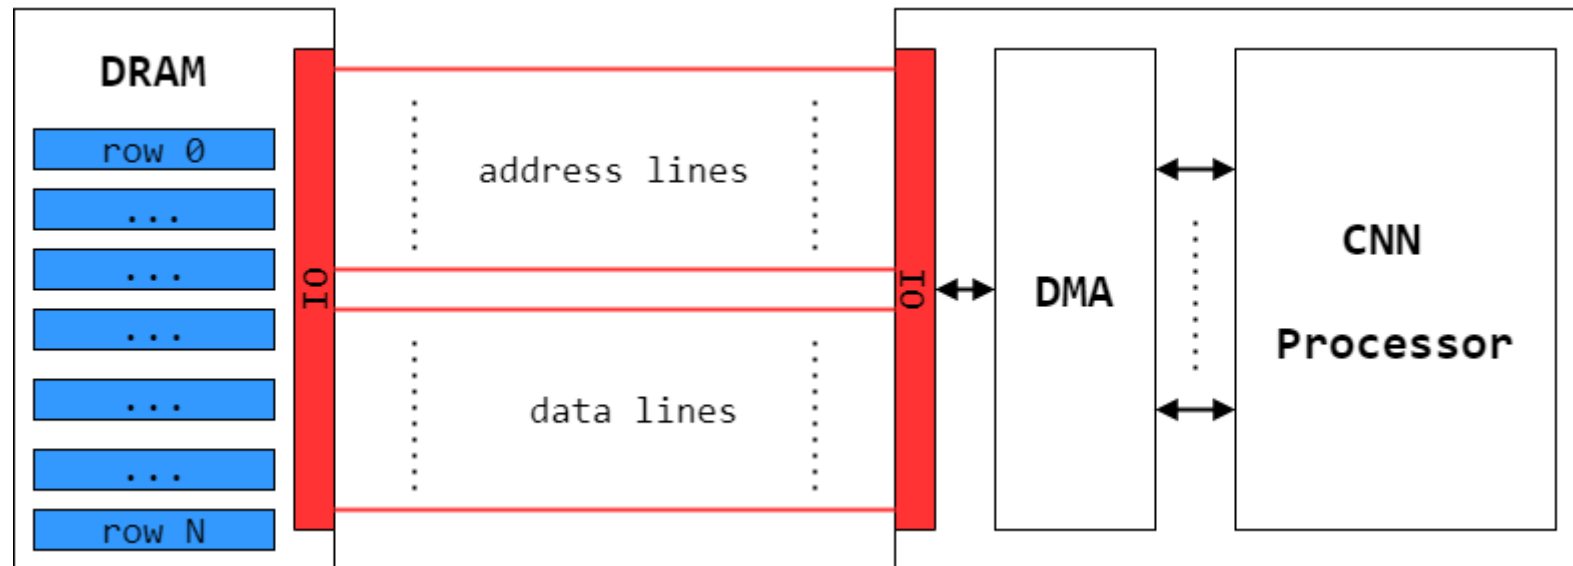 DRAM
row 0
...
...
...
...
...
row N
IO
address lines
data lines
IO
DMA
CNN
Processor